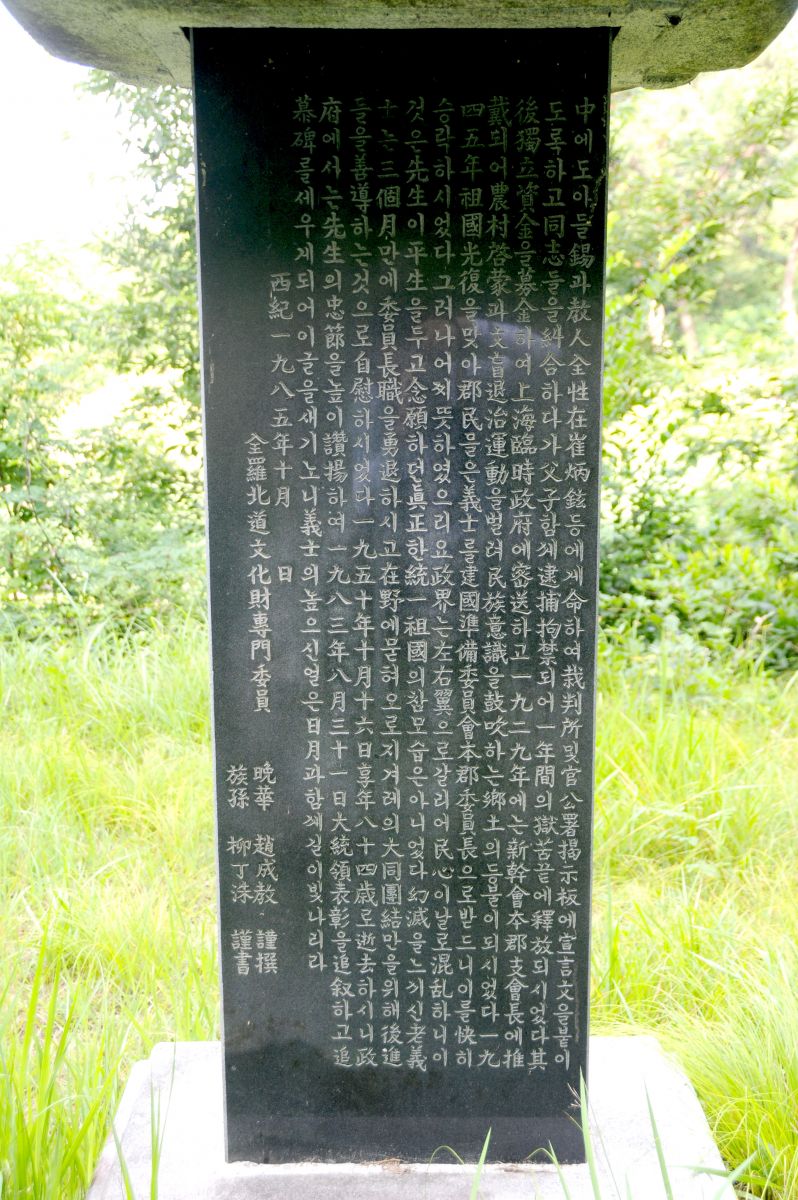 中에도아들鍚과敎人全性在崔炳鉉등에게命하여裁判所및官公署揭示板에宣言文을붙이
도록하고同志들을糾合하다가父子함께逮捕拘禁되어一年間의獄苦끝에釋放되시었다其
後獨立資金을募金하여上海臨時政府에密送하고一九二九年에는新幹會本郡支會長에推
戴되어農村啓蒙과文盲退治運動을벌려民族意識을鼓吹하는鄕土의등불이되시었다一九
四五年祖國光復을맞아郡民들은義士를建國準備委員會本郡委員長으로받드니이를快히
승락하시었다그러나어찌뜻하였으리요政界는左右翼으로갈리어民心이날로混乱하니이
것은先生이平生을두고念願하던眞正한統一祖國의찬모습은아니었다幻滅을느끼신老義
士는三個月만에委員長職을勇退하시고在野에묻혀오로지겨레의大同團結만을위해後進
들을善導하는것으로自慰하시었다一九五十年十月十六日享年八十四歲로逝去하시니政
府에서는先生의忠節을높이讚揚하여一九八三年八月三十一日大統領表彰을追叙하고追
慕碑를세우게되어이글을새기노니義士의높으신얼은日月과함께길이빛나리라
西紀一九八五年十月 日
全羅北道文化財專門委員 晩華 趙成敎 謹撰
族孫 柳丁洙 謹書